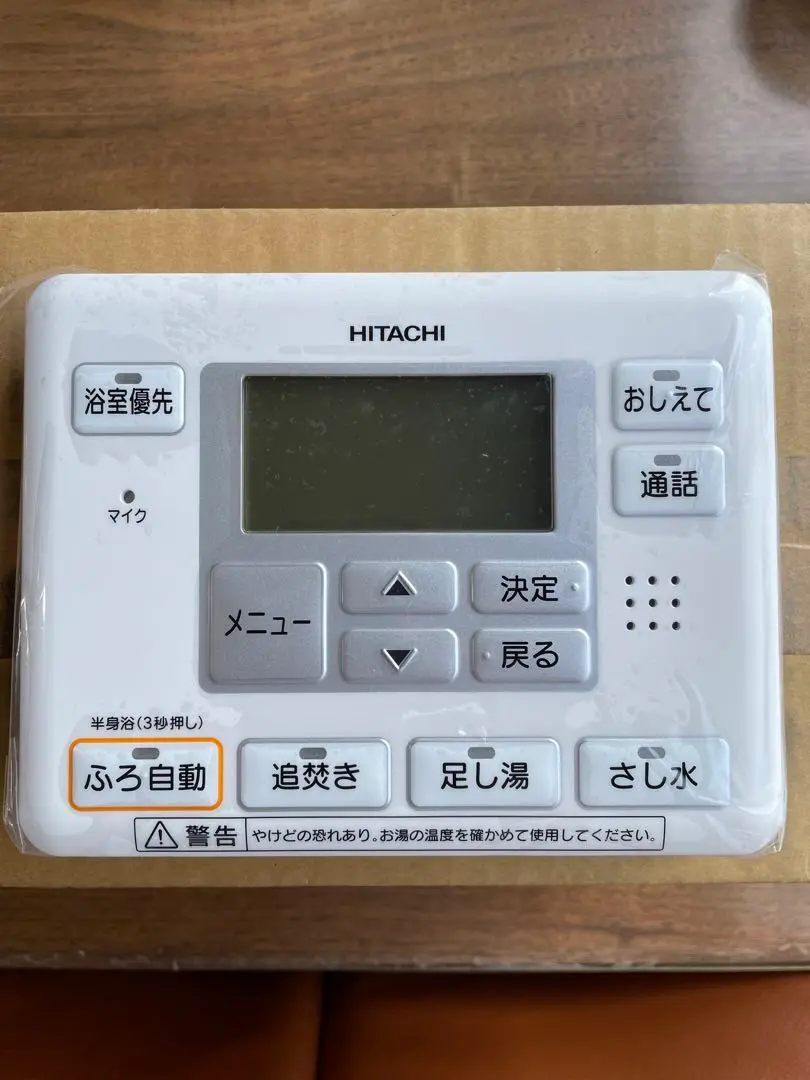 HITACHI
浴室優先
おしえて
通話
マイク
メニュー
決定
戻る
半身浴(3秒押し)
ふろ自動
追焚き
足し湯
さし水
警告
やけどの恐れあり。お湯の温度を確かめて使用してください。